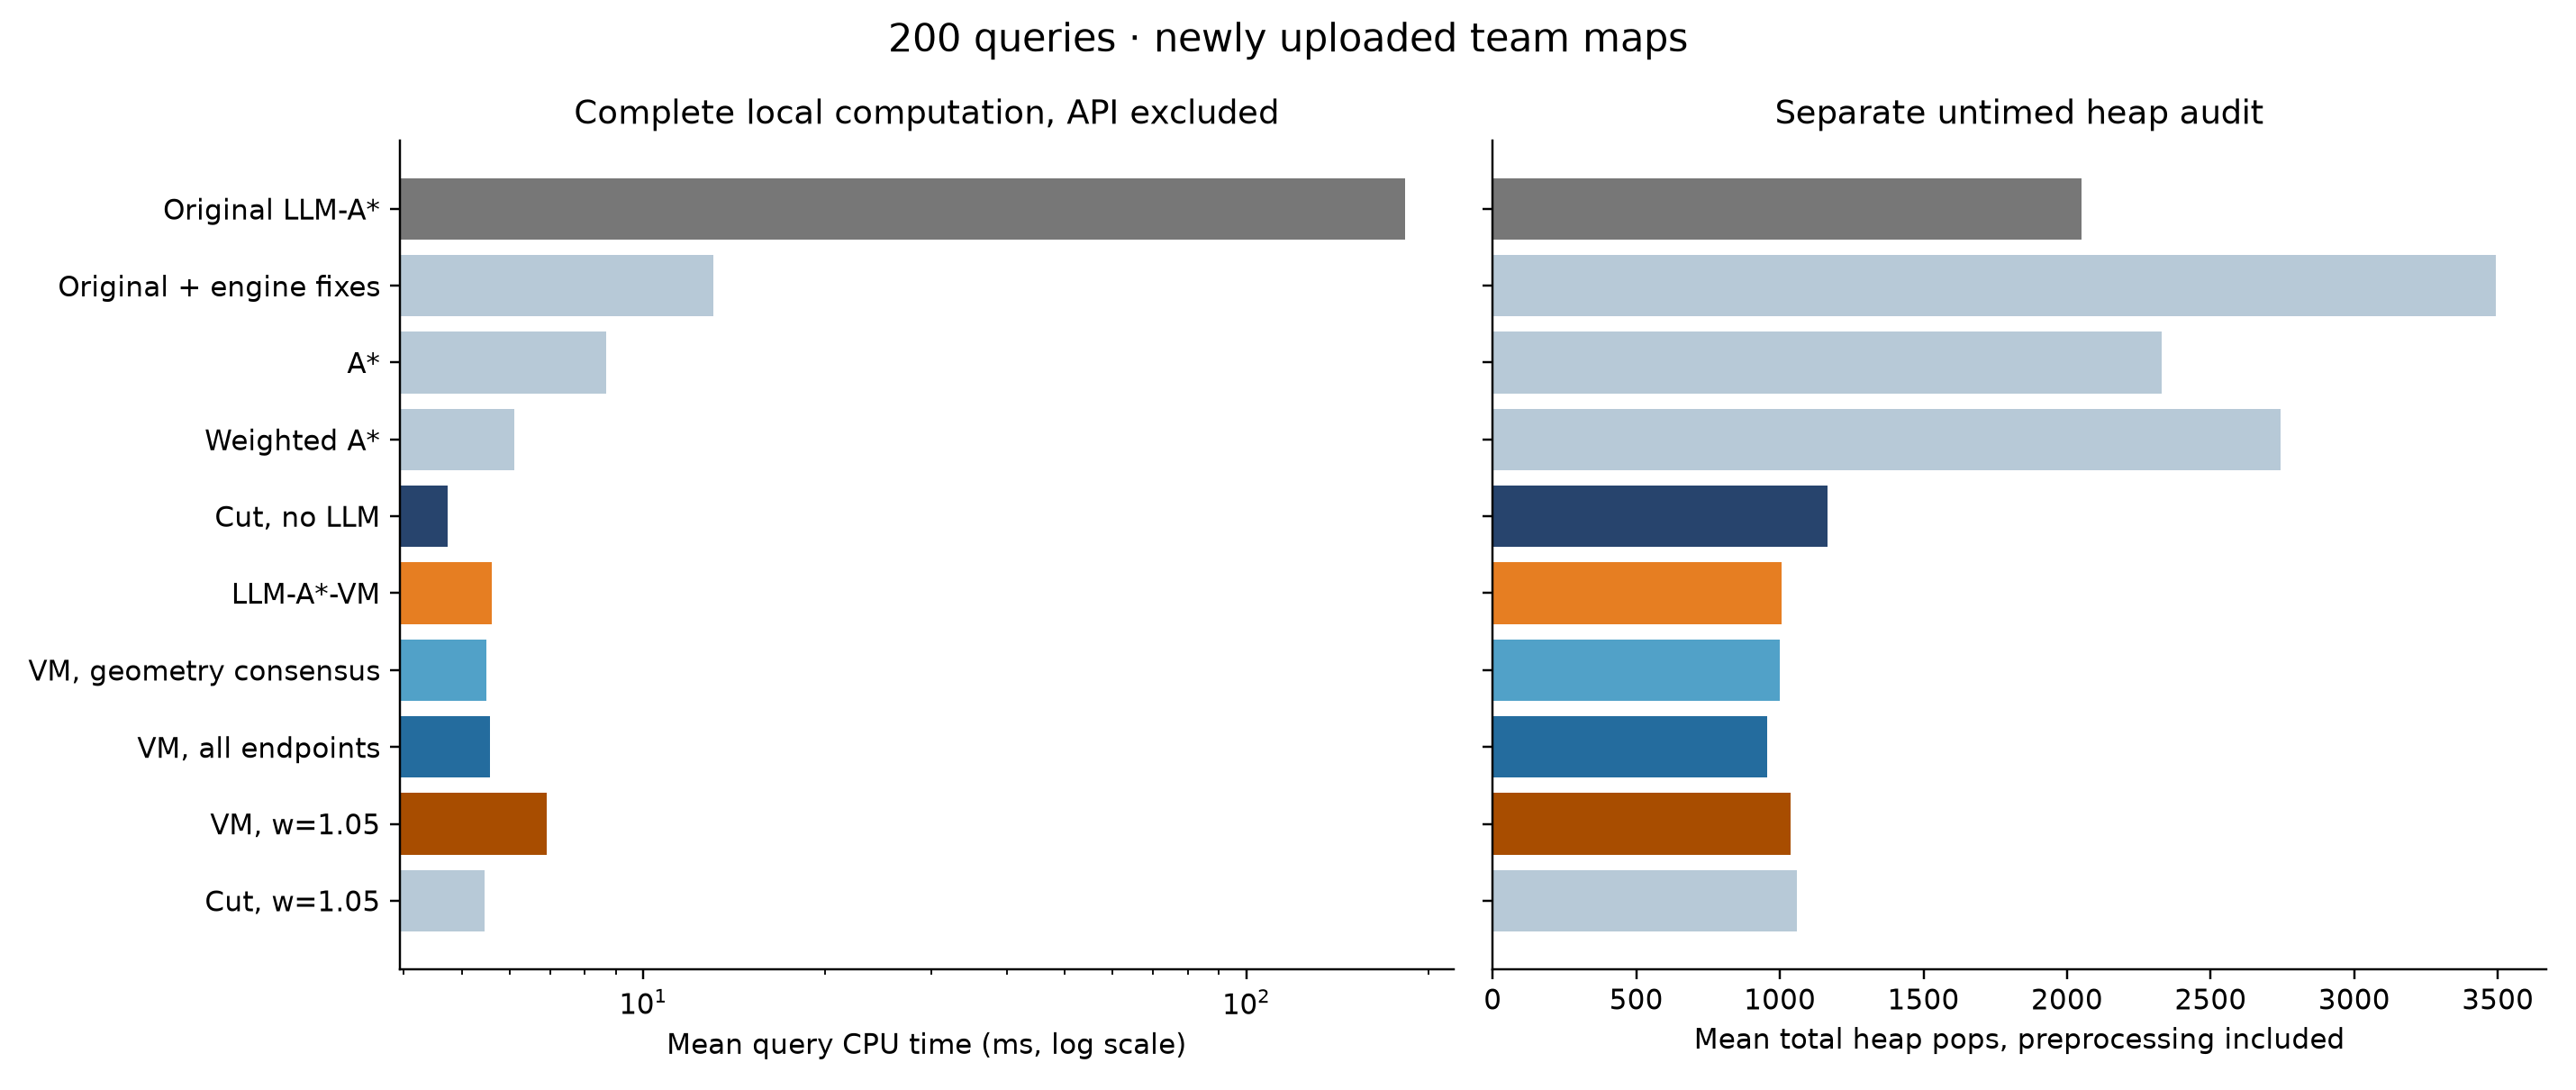 200 queries · newly uploaded team maps
Complete local computation, API excluded
Original LLM-A*
Original + engine fixes
A*
Weighted A*
Cut, no LLM
LLM-A*-VM
VM, geometry consensus
VM, all endpoints
VM, w=1.05
Cut, w=1.05
10¹ 10²
Mean query CPU time (ms, log scale)
Separate untimed heap audit
0 500 1000 1500 2000 2500 3000 3500
Mean total heap pops, preprocessing included